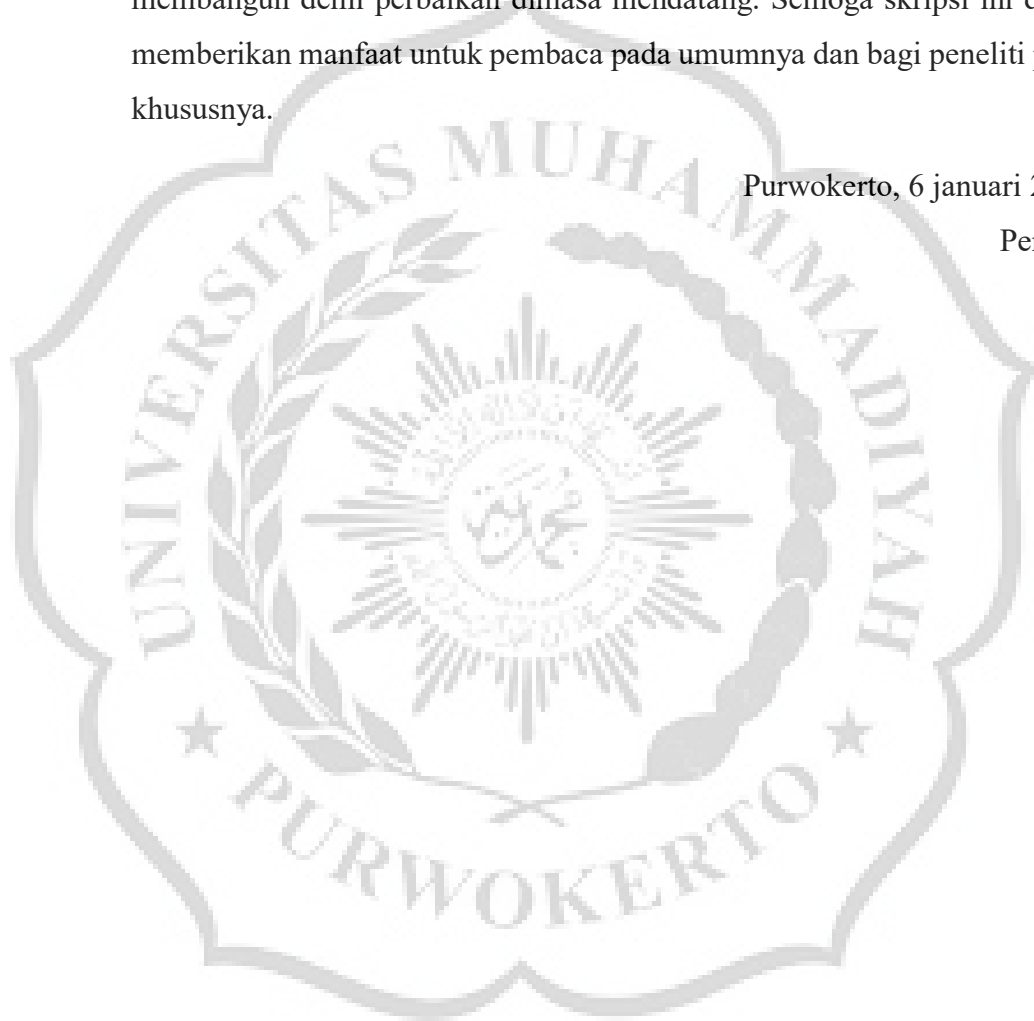 membangun demi perbaikan dimasa mendatang. Semoga skripsi ini
memberikan manfaat untuk pembaca pada umumnya dan bagi peneliti
khususnya.
Purwokerto, 6 januari
UNIVERSITAS MUHAMMADIYAH
محمد
PURWOKERTO